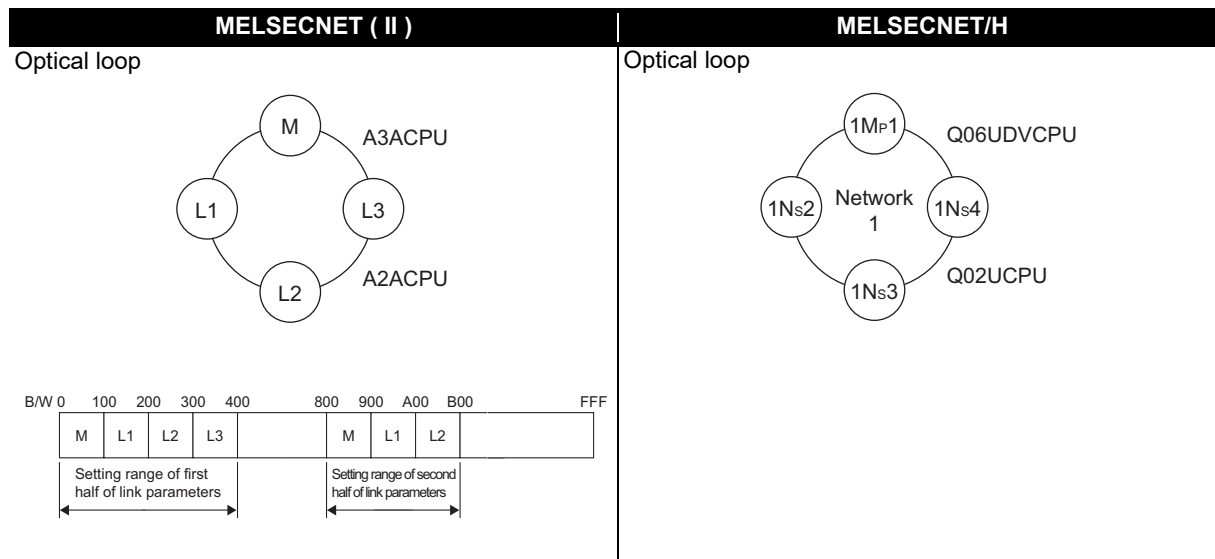 MELSECNET ( II )
MELSECNET/H
Optical loop
M
A3ACPU
L1
L3
L2
A2ACPU
B/W 0 100 200 300 400 800 900 A00 B00 FFF
M L1 L2 L3 M L1 L2
Setting range of first
half of link parameters
Setting range of second
half of link parameters
Optical loop
1MP1
Q06UDVCPU
1NS2
Network
1
1NS4
1NS3
Q02UCPU